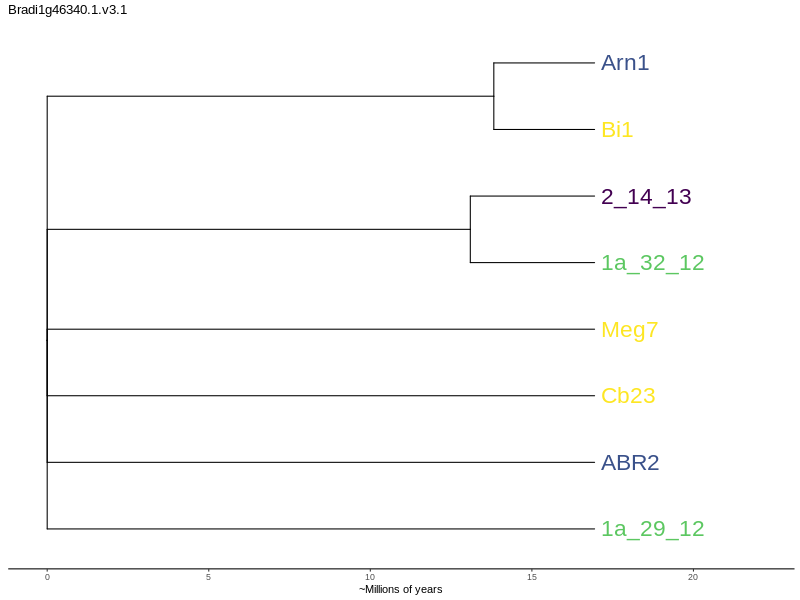 Bradi1g46340.1.v3.1
Arn1
Bi1
2_14_13
1a_32_12
Meg7
Cb23
ABR2
1a_29_12
0 5 10 15 20
~Millions of years